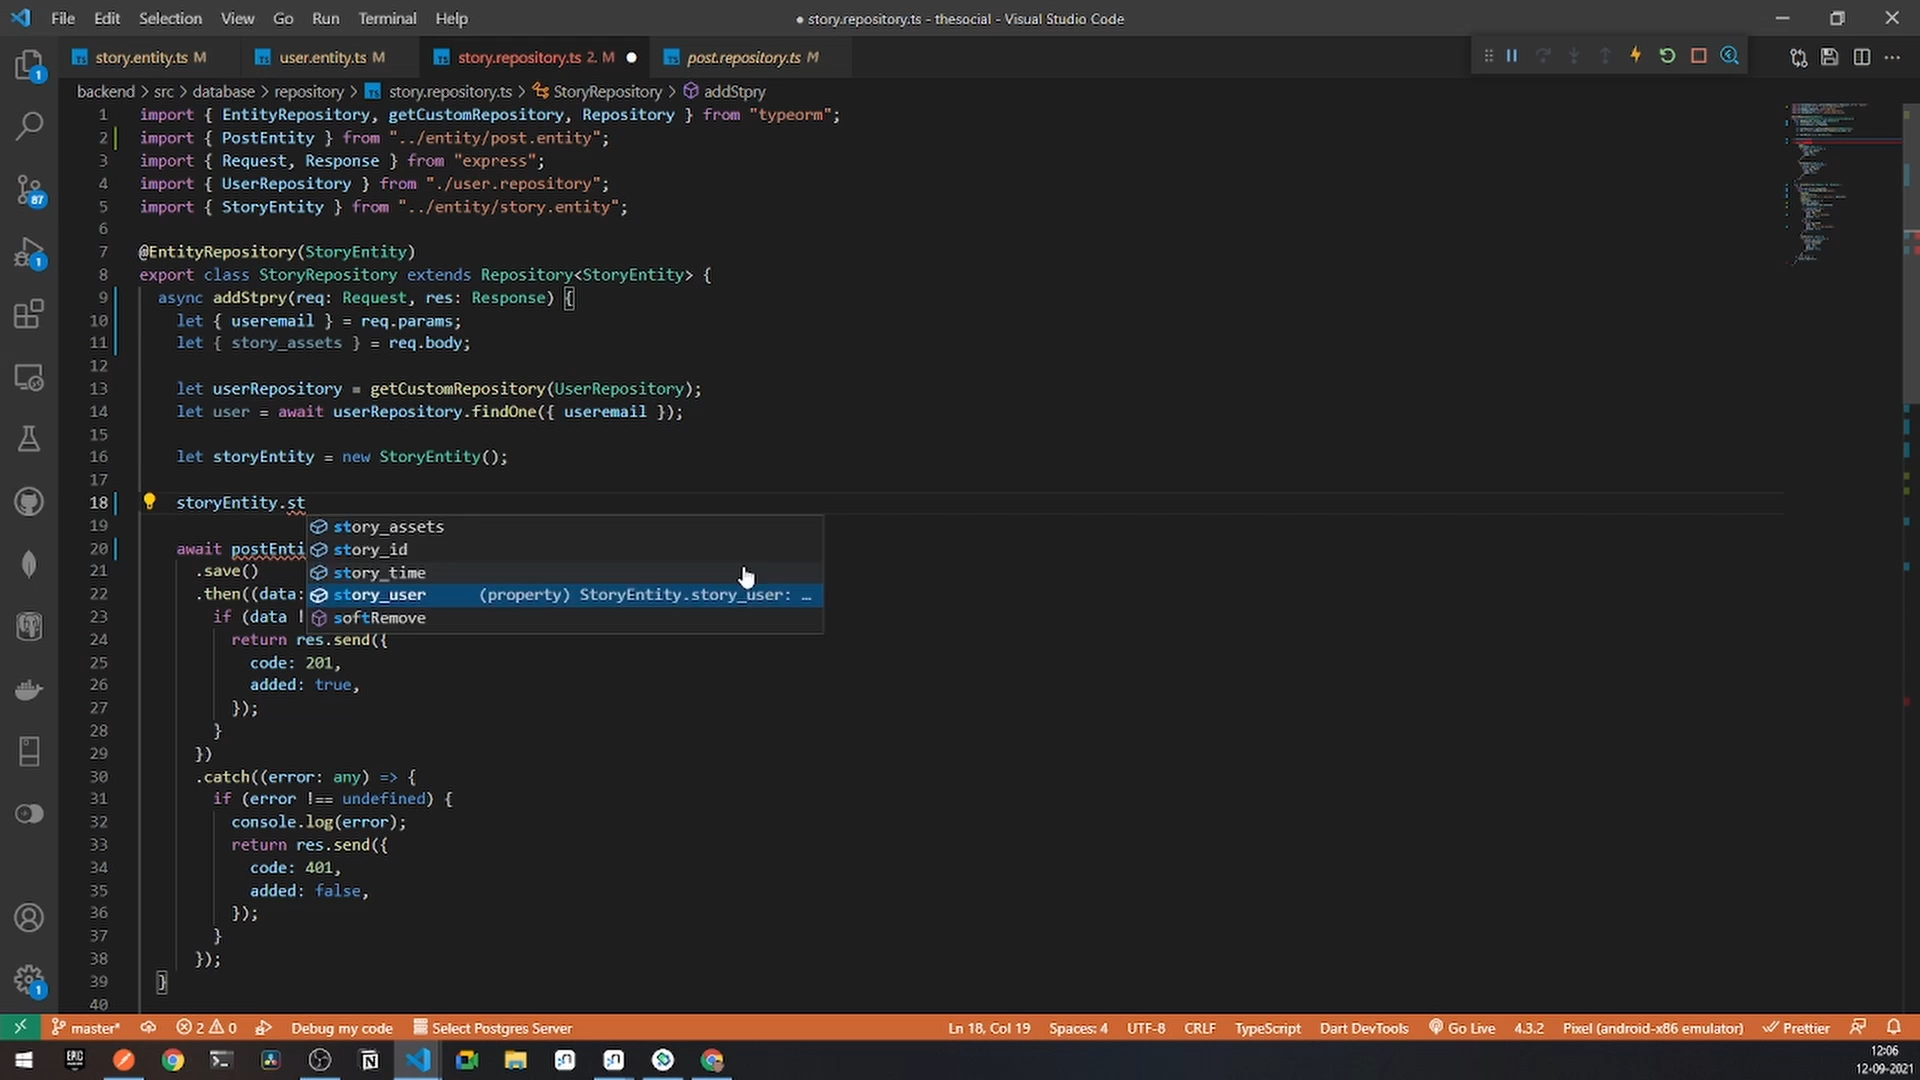 File Edit Selection View Go Run Terminal Help
● story.repository.ts - thesocial - Visual Studio Code
story.entity.ts M
user.entity.ts M
story.repository.ts 2, M
post.repository.ts M
backend > src > database > repository > story.repository.ts > StoryRepository > addStpry
1 import { EntityRepository, getCustomRepository, Repository } from "typeorm";
2 import { PostEntity } from "../entity/post.entity";
3 import { Request, Response } from "express";
4 import { UserRepository } from "./user.repository";
5 import { StoryEntity } from "../entity/story.entity";
6
7 @EntityRepository(StoryEntity)
8 export class StoryRepository extends Repository<StoryEntity> {
9 async addStpry(req: Request, res: Response) {
10 let { useremail } = req.params;
11 let { story_assets } = req.body;
12
13 let userRepository = getCustomRepository(UserRepository);
14 let user = await userRepository.findOne({ useremail });
15
16 let storyEntity = new StoryEntity();
17
18 storyEntity.st
19
story_assets
story_id
story_time
story_user (property) StoryEntity.story_user: …
softRemove
20 await postEnti
21 .save()
22 .then((data:
23 if (data !
24 return res.send({
25 code: 201,
26 added: true,
27 });
28 }
29 })
30 .catch((error: any) => {
31 if (error !== undefined) {
32 console.log(error);
33 return res.send({
34 code: 401,
35 added: false,
36 });
37 }
38 });
39 }
40
1
87
1
1
master* 2 0 Debug my code Select Postgres Server
Ln 18, Col 19 Spaces: 4 UTF-8 CRLF TypeScript Dart DevTools Go Live 4.3.2 Pixel (android-x86 emulator) Prettier
EPIC
12:06
12-09-2021